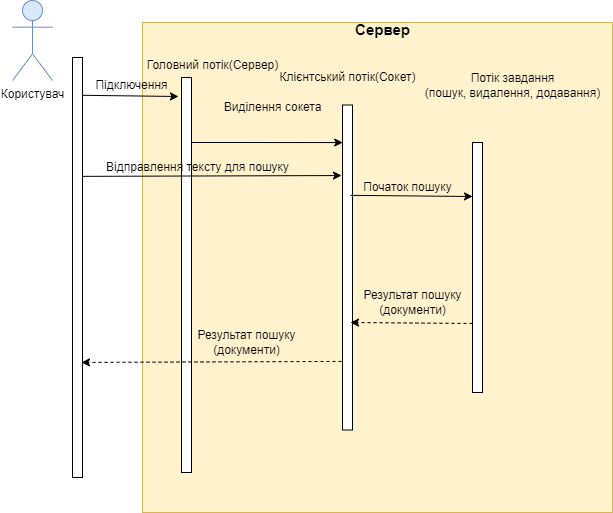 Сервер
Головний потік(Сервер)
Клієнтський потік(Сокет)
Потік завдання
(пошук, видалення, додавання)
Користувач
Підключення
Виділення сокета
Відправлення тексту для пошуку
Початок пошуку
Результат пошуку
(документи)
Результат пошуку
(документи)